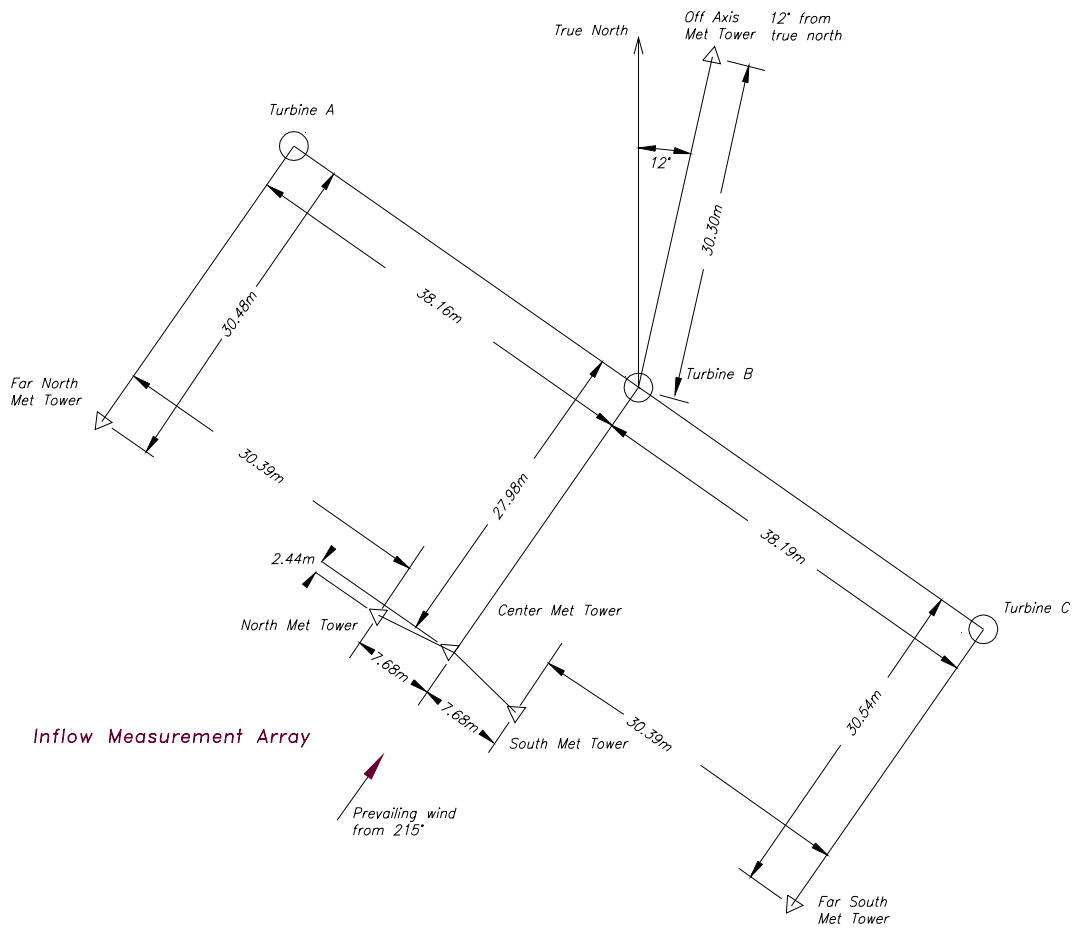 Off Axis
Met Tower
12° from
true north
True North
Turbine A
12°
30.30m
38.16m
30.48m
Turbine B
Far North
Met Tower
30.39m
27.98m
38.19m
2.44m
Center Met Tower
Turbine C
North Met Tower
7.68m
7.68m
30.39m
30.54m
Inflow Measurement Array
South Met Tower
Prevailing wind
from 215°
Far South
Met Tower